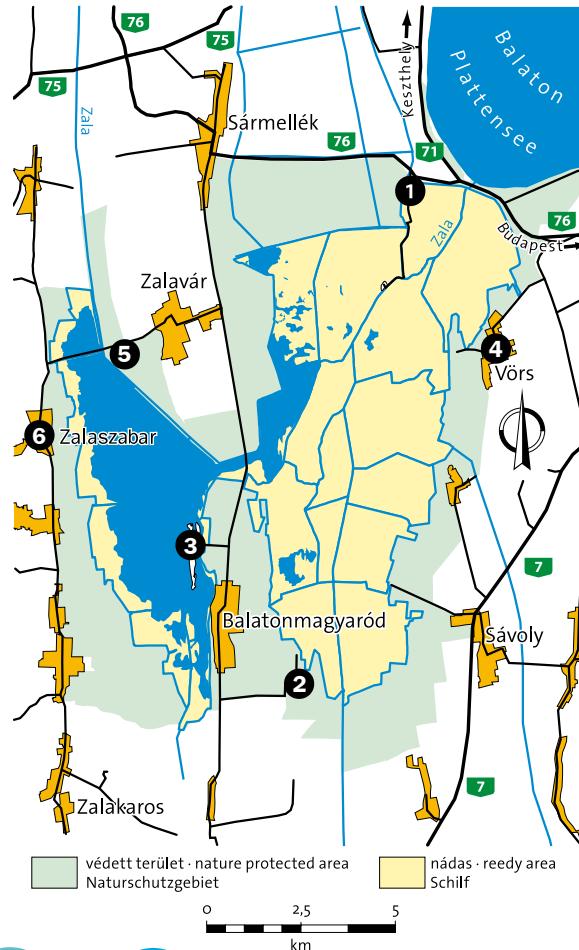 76
75
75
76
Keszthely
Balaton
Plattensee
Zala
Sármellék
76
71
1
76
Budapest
Zala
Zalavár
5
4
Vörs
6
Zalaszabar
3
7
Balatonmagyaród
Sávoly
2
7
Zalakaros
védett terület · nature protected area
Naturschutzgebiet
nádas · reedy area
Schilf
0 2,5 5
km